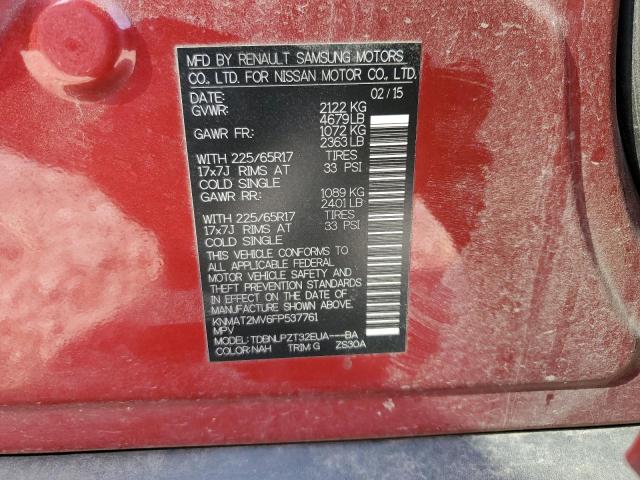 MFD BY RENAULT SAMSUNG MOTORS
CO. LTD. FOR NISSAN MOTOR CO., LTD.
DATE: 02/15
GVWR: 2122 KG
4679 LB
GAWR FR: 1072 KG
2363 LB
WITH 225/65R17 TIRES
17x7J RIMS AT 33 PSI
COLD SINGLE
GAWR RR: 1089 KG
2401 LB
WITH 225/65R17 TIRES
17x7J RIMS AT 33 PSI
COLD SINGLE
THIS VEHICLE CONFORMS TO
ALL APPLICABLE FEDERAL
MOTOR VEHICLE SAFETY AND
THEFT PREVENTION STANDARDS
IN EFFECT ON THE DATE OF
MANUFACTURE SHOWN ABOVE.
KNMAT2MV6FP537761
MPV
MODEL: TDBNLPZT32EUA---BA
COLOR: NAH TRIM: G ZS30A